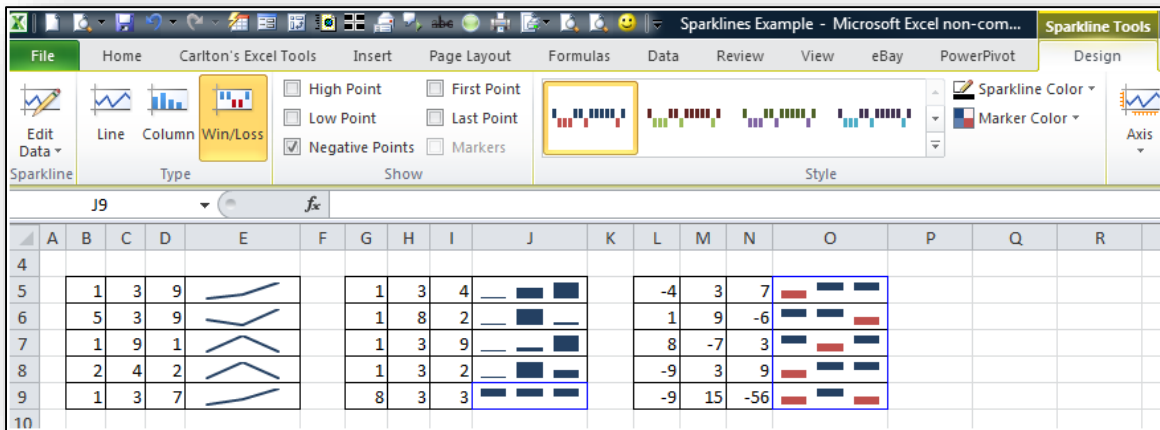 abc Sparklines Example - Microsoft Excel non-com... Sparkline Tools
File Home Carlton's Excel Tools Insert Page Layout Formulas Data Review View eBay PowerPivot Design
Edit Data
Line Column Win/Loss
High Point First Point
Low Point Last Point
Negative Points Markers
Sparkline Color
Marker Color
Axis
Sparkline Type Show Style
J9 fx
A B C D E F G H I J K L M N O P Q R
4
5 1 3 9 1 3 4 -4 3 7
6 5 3 9 1 8 2 1 9 -6
7 1 9 1 1 3 9 8 -7 3
8 2 4 2 1 3 2 -9 3 9
9 1 3 7 8 3 3 -9 15 -56
10